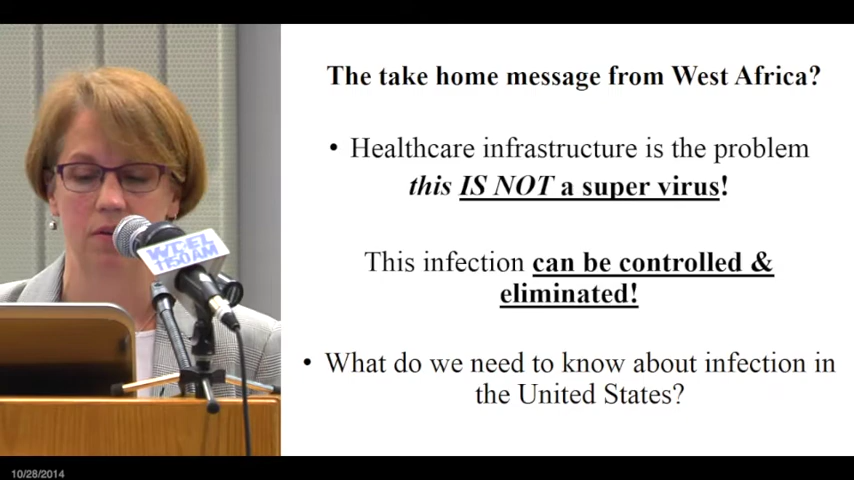 The take home message from West Africa?
• Healthcare infrastructure is the problem
this IS NOT a super virus!
This infection can be controlled &
eliminated!
• What do we need to know about infection in
the United States?
1150AM
10/28/2014